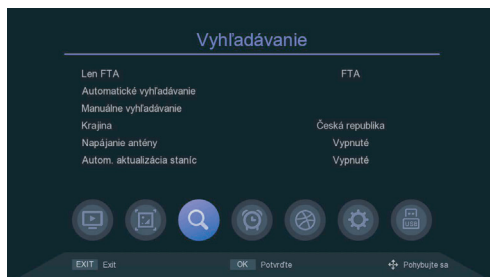 Vyhľadávanie
Len FTA FTA
Automatické vyhľadávanie
Manuálne vyhľadávanie
Krajina Česká republika
Napájanie antény Vypnuté
Autom. aktualizácia staníc Vypnuté
USB
EXIT Exit OK Potvrďte Pohybujte sa